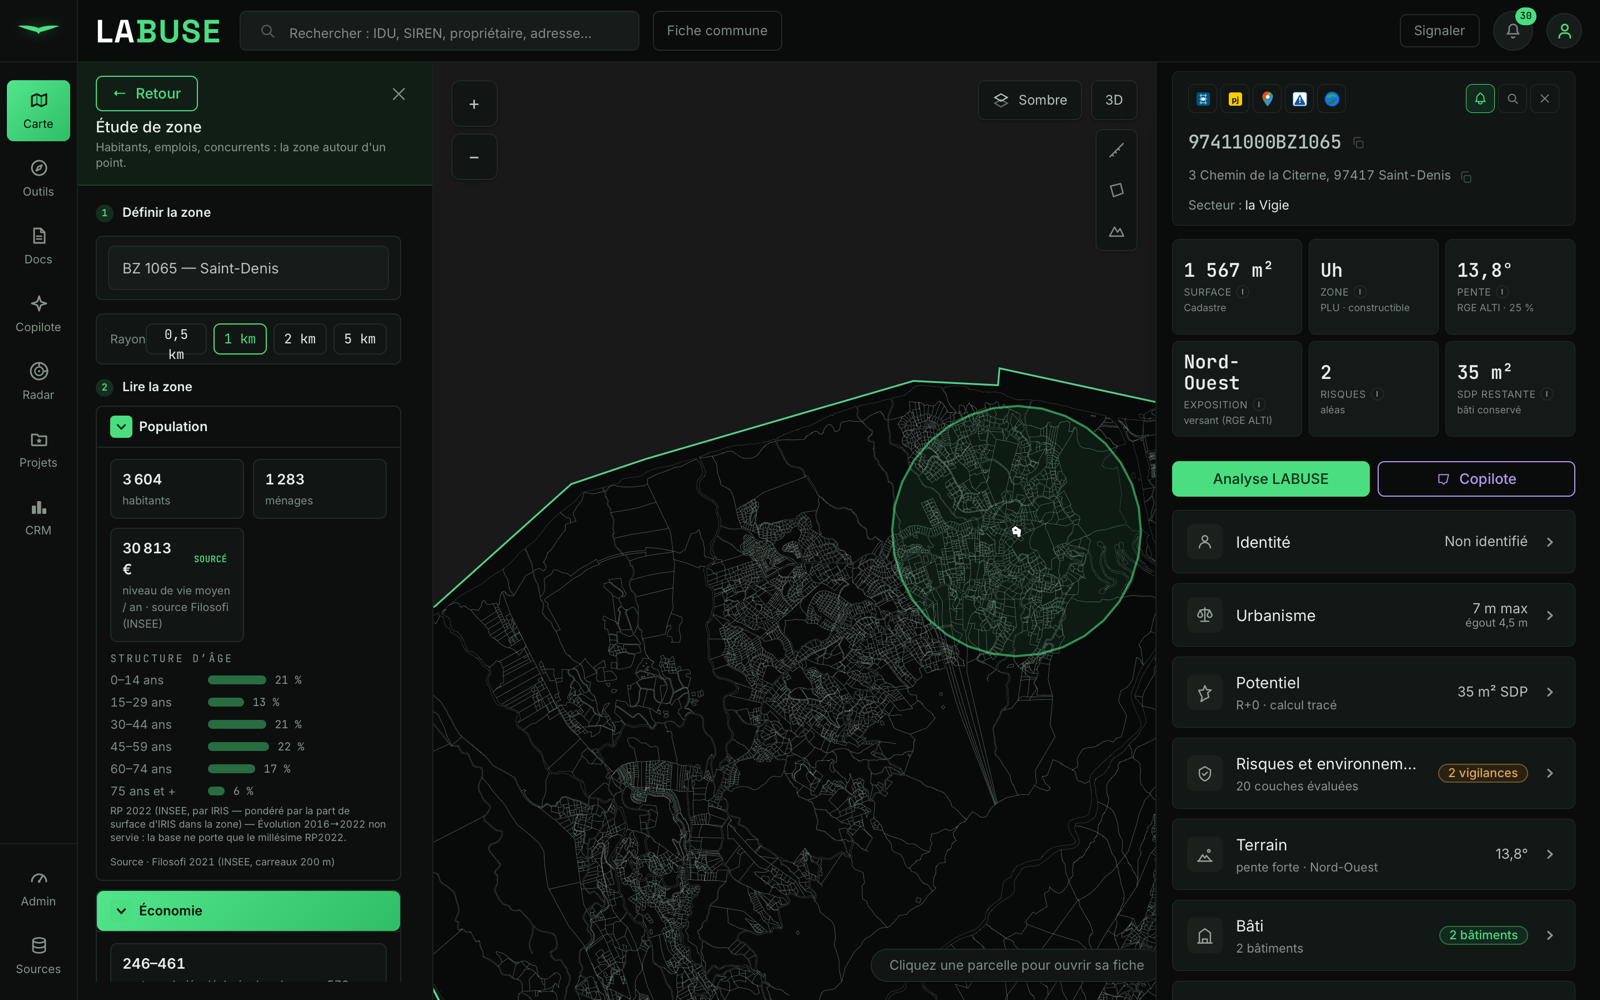 LABUSE
Rechercher : IDU, SIREN, propriétaire, adresse...
Fiche commune
Signaler
30
Carte
Outils
Docs
Copilote
Radar
Projets
CRM
Admin
Sources
← Retour
Étude de zone
Habitants, emplois, concurrents : la zone autour d'un
point.
1 Définir la zone
BZ 1065 — Saint-Denis
Rayon
0,5
km
1 km
2 km
5 km
2 Lire la zone
Population
3 604
habitants
1 283
ménages
30 813
€
SOURCÉ
niveau de vie moyen
/ an · source Filosofi
(INSEE)
STRUCTURE D'ÂGE
0–14 ans 21 %
15–29 ans 13 %
30–44 ans 21 %
45–59 ans 22 %
60–74 ans 17 %
75 ans et + 6 %
RP 2022 (INSEE, par IRIS — pondéré par la part de
surface d'IRIS dans la zone) — Évolution 2016→2022 non
servie : la base ne porte que le millésime RP2022.
Source · Filosofi 2021 (INSEE, carreaux 200 m)
Économie
246–461
+
−
Sombre
3D
Cliquez une parcelle pour ouvrir sa fiche
pj
97411000BZ1065
3 Chemin de la Citerne, 97417 Saint-Denis
Secteur : la Vigie
1 567 m²
SURFACE
Cadastre
Uh
ZONE
PLU · constructible
13,8°
PENTE
RGE ALTI · 25 %
Nord-
Ouest
EXPOSITION
versant (RGE ALTI)
2
RISQUES
aléas
35 m²
SDP RESTANTE
bâti conservé
Analyse LABUSE
Copilote
Identité
Non identifié
Urbanisme
7 m max
égout 4,5 m
Potentiel
R+0 · calcul tracé
35 m² SDP
Risques et environnem...
20 couches évaluées
2 vigilances
Terrain
pente forte · Nord-Ouest
13,8°
Bâti
2 bâtiments
2 bâtiments